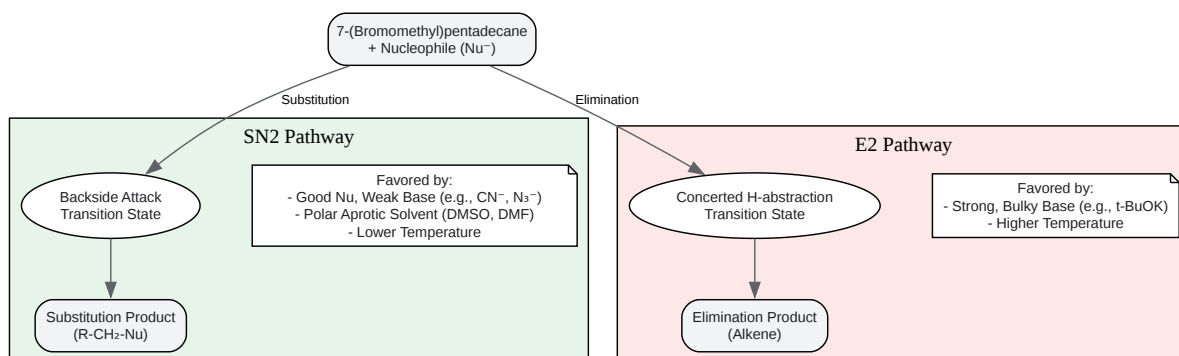 7-(Bromomethyl)pentadecane
+ Nucleophile (Nu⁻)
Substitution
Elimination
SN2 Pathway
Backside Attack
Transition State
Favored by:
- Good Nu, Weak Base (e.g., CN⁻, N₃⁻)
- Polar Aprotic Solvent (DMSO, DMF)
- Lower Temperature
Substitution Product
(R-CH₂-Nu)
E2 Pathway
Concerted H-abstraction
Transition State
Favored by:
- Strong, Bulky Base (e.g., t-BuOK)
- Higher Temperature
Elimination Product
(Alkene)